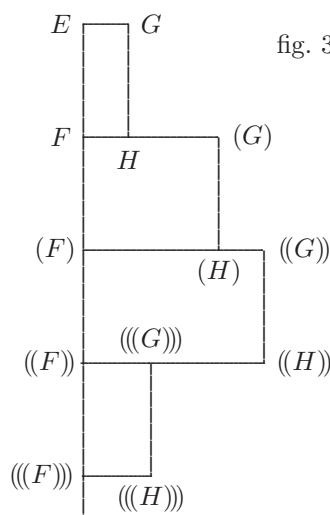 E G
fig. 3
F (G)
H
(F) ((G))
(H)
(((G)))
((F)) ((H))
(((F)))
(((H)))